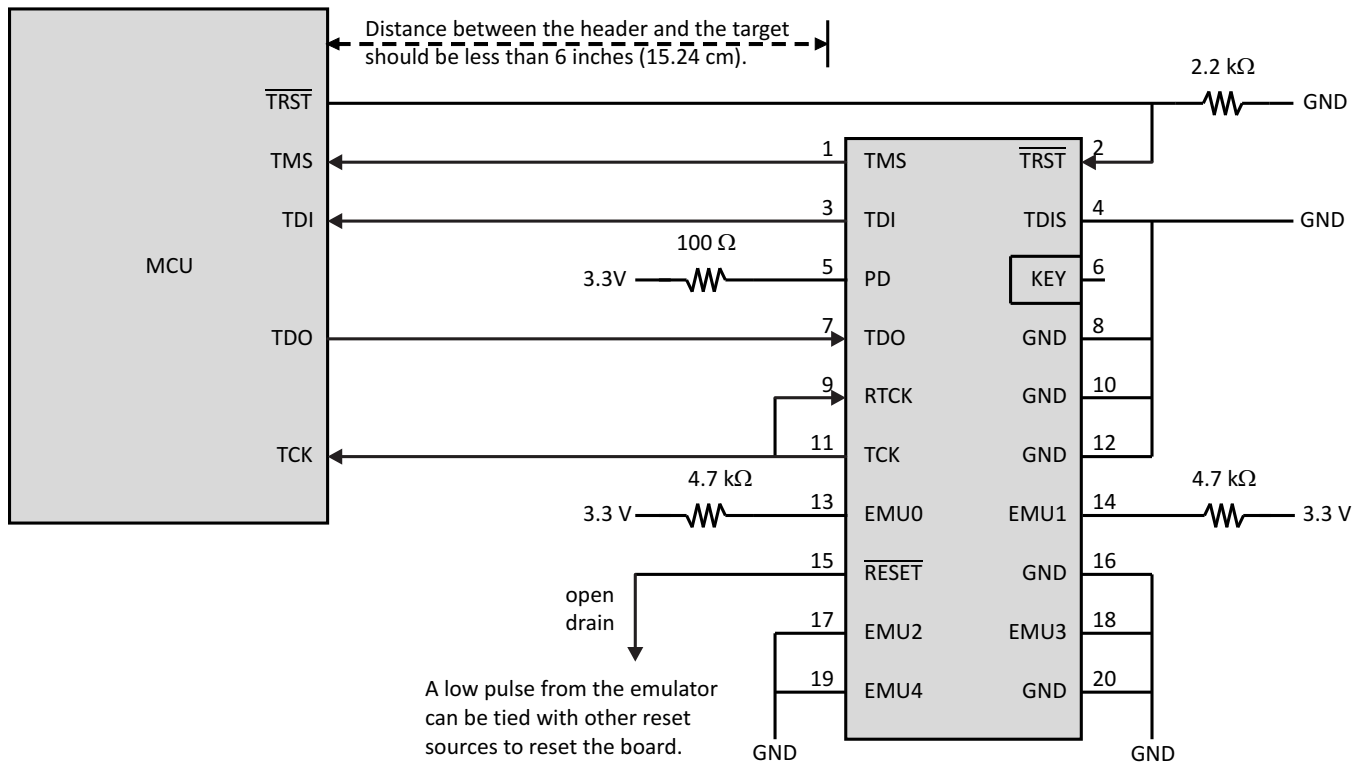 Distance between the header and the target
should be less than 6 inches (15.24 cm).
2.2 kΩ
TRST
GND
1
TMS
TRST
2
TMS
3
TDI
TDIS
4
GND
TDI
100 Ω
MCU
3.3V
5
PD
KEY
6
TDO
7
TDO
GND
8
9
RTCK
GND
10
TCK
11
TCK
GND
12
4.7 kΩ
4.7 kΩ
3.3 V
13
EMU0
EMU1
14
3.3 V
15
RESET
GND
16
open
drain
17
EMU2
EMU3
18
19
EMU4
GND
20
A low pulse from the emulator
can be tied with other reset
sources to reset the board.
GND
GND